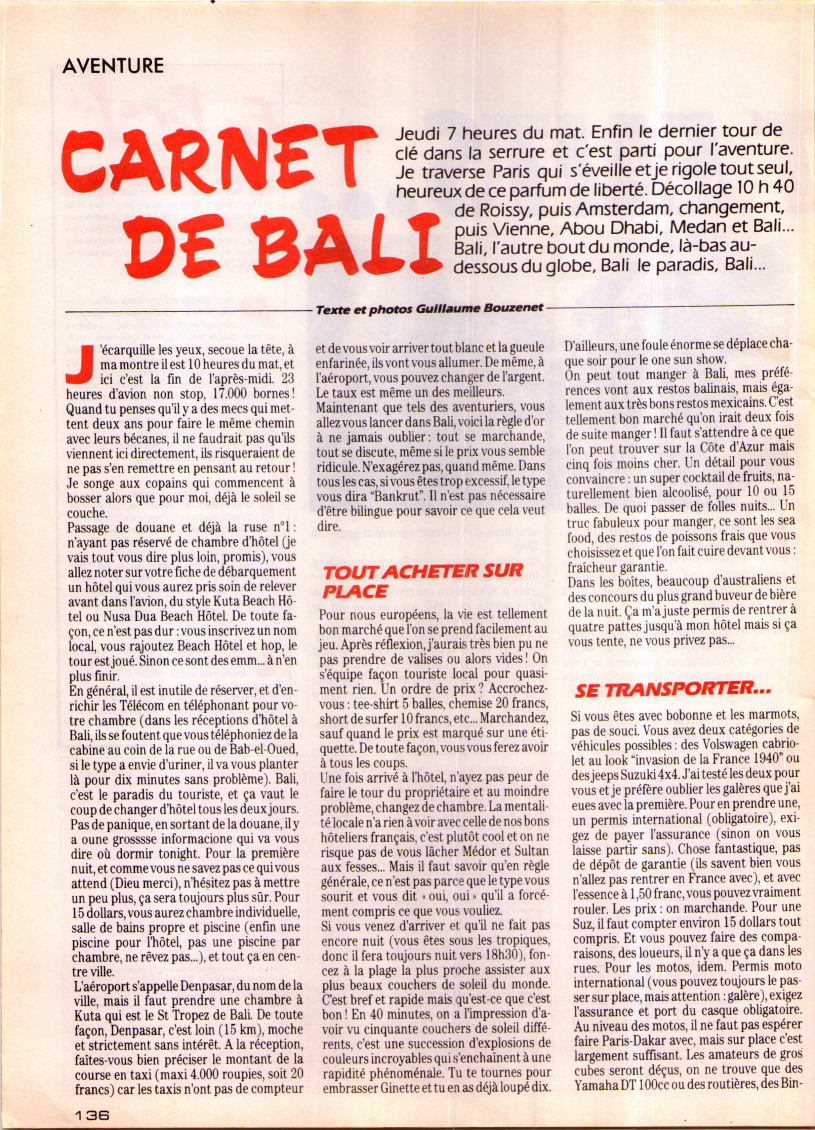 AVENTURE
CARNET
DE BALI
Jeudi 7 heures du mat. Enfin le dernier tour de
clé dans la serrure et c'est parti pour l'aventure.
Je traverse Paris qui s'éveille et je rigole tout seul,
heureux de ce parfum de liberté. Décollage 10 h 40
de Roissy, puis Amsterdam, changement,
puis Vienne, Abou Dhabi, Medan et Bali...
Bali, l'autre bout du monde, là-bas au-
dessous du globe, Bali le paradis, Bali...
Texte et photos Guillaume Bouzenet
J'écarquille les yeux, secoue la tête, à
ma montre il est 10 heures du mat, et
ici c'est la fin de l'après-midi. 23
heures d'avion non stop, 17.000 bornes !
Quand tu penses qu'il y a des mecs qui met-
tent deux ans pour faire le même chemin
avec leurs bécanes, il ne faudrait pas qu'ils
viennent ici directement, ils risqueraient de
ne pas s'en remettre en pensant au retour !
Je songe aux copains qui commencent à
bosser alors que pour moi, déjà le soleil se
couche.
Passage de douane et déjà la ruse n°1 :
n'ayant pas réservé de chambre d'hôtel (je
vais tout vous dire plus loin, promis), vous
allez noter sur votre fiche de débarquement
un hôtel qui vous aurez pris soin de relever
avant dans l'avion, du style Kuta Beach Hô-
tel ou Nusa Dua Beach Hôtel. De toute fa-
çon, ce n'est pas dur : vous inscrivez un nom
local, vous rajoutez Beach Hôtel et hop, le
tour est joué. Sinon ce sont des emm... à n'en
plus finir.
En général, il est inutile de réserver, et d'en-
richir les Télécom en téléphonant pour vo-
tre chambre (dans les réceptions d'hôtel à
Bali, ils se foutent que vous téléphoniez de la
cabine au coin de la rue ou de Bab-el-Oued,
si le type a envie d'uriner, il va vous planter
là pour dix minutes sans problème). Bali,
c'est le paradis du touriste, et ça vaut le
coup de changer d'hôtel tous les deux jours.
Pas de panique, en sortant de la douane, il y
a oune grosssse informacione qui va vous
dire où dormir tonight. Pour la première
nuit, et comme vous ne savez pas ce qui vous
attend (Dieu merci), n'hésitez pas à mettre
un peu plus, ça sera toujours plus sûr. Pour
15 dollars, vous aurez chambre individuelle,
salle de bains propre et piscine (enfin une
piscine pour l'hôtel, pas une piscine par
chambre, ne rêvez pas...), et tout ça en cen-
tre ville.
L'aéroport s'appelle Denpasar, du nom de la
ville, mais il faut prendre une chambre à
Kuta qui est le St Tropez de Bali. De toute
façon, Denpasar, c'est loin (15 km), moche
et strictement sans intérêt. A la réception,
faites-vous bien préciser le montant de la
course en taxi (maxi 4.000 roupies, soit 20
francs) car les taxis n'ont pas de compteur
et de vous voir arriver tout blanc et la gueule
enfarinée, ils vont vous allumer. De même, à
l'aéroport, vous pouvez changer de l'argent.
Le taux est même un des meilleurs.
Maintenant que tels des aventuriers, vous
allez vous lancer dans Bali, voici la règle d'or
à ne jamais oublier : tout se marchande,
tout se discute, même si le prix vous semble
ridicule. N'exagérez pas, quand même. Dans
tous les cas, si vous êtes trop excessif, le type
vous dira "Bankrut". Il n'est pas nécessaire
d'être bilingue pour savoir ce que cela veut
dire.
TOUT ACHETER SUR
PLACE
Pour nous européens, la vie est tellement
bon marché que l'on se prend facilement au
jeu. Après réflexion, j'aurais très bien pu ne
pas prendre de valises ou alors vides ! On
s'équipe façon touriste local pour quasi-
ment rien. Un ordre de prix ? Accrochez-
vous : tee-shirt 5 balles, chemise 20 francs,
short de surfer 10 francs, etc... Marchandez,
sauf quand le prix est marqué sur une éti-
quette. De toute façon, vous vous ferez avoir
à tous les coups.
Une fois arrivé à l'hôtel, n'ayez pas peur de
faire le tour du propriétaire et au moindre
problème, changez de chambre. La mentali-
té locale n'a rien à voir avec celle de nos bons
hôteliers français, c'est plutôt cool et on ne
risque pas de vous lâcher Médor et Sultan
aux fesses... Mais il faut savoir qu'en règle
générale, ce n'est pas parce que le type vous
sourit et vous dit « oui, oui » qu'il a forcé-
ment compris ce que vous vouliez.
Si vous venez d'arriver et qu'il ne fait pas
encore nuit (vous êtes sous les tropiques,
donc il fera toujours nuit vers 18h30), fon-
cez à la plage la plus proche assister aux
plus beaux couchers de soleil du monde.
C'est bref et rapide mais qu'est-ce que c'est
bon ! En 40 minutes, on a l'impression d'a-
voir vu cinquante couchers de soleil diffé-
rents, c'est une succession d'explosions de
couleurs incroyables qui s'enchaînent à une
rapidité phénoménale. Tu te tournes pour
embrasser Ginette et tu en as déjà loupé dix.
D'ailleurs, une foule énorme se déplace cha-
que soir pour le one sun show.
On peut tout manger à Bali, mes préfé-
rences vont aux restos balinais, mais éga-
lement aux très bons restos mexicains. C'est
tellement bon marché qu'on irait deux fois
de suite manger ! Il faut s'attendre à ce que
l'on peut trouver sur la Côte d'Azur mais
cinq fois moins cher. Un détail pour vous
convaincre : un super cocktail de fruits, na-
turellement bien alcoolisé, pour 10 ou 15
balles. De quoi passer de folles nuits... Un
truc fabuleux pour manger, ce sont les sea
food, des restos de poissons frais que vous
choisissez et que l'on fait cuire devant vous :
fraîcheur garantie.
Dans les boîtes, beaucoup d'australiens et
des concours du plus grand buveur de bière
de la nuit. Ça m'a juste permis de rentrer à
quatre pattes jusqu'à mon hôtel mais si ça
vous tente, ne vous privez pas...
SE TRANSPORTER...
Si vous êtes avec bobonne et les marmots,
pas de souci. Vous avez deux catégories de
véhicules possibles : des Volswagen cabrio-
let au look "invasion de la France 1940" ou
des jeeps Suzuki 4x4. J'ai testé les deux pour
vous et je préfère oublier les galères que j'ai
eues avec la première. Pour en prendre une,
un permis international (obligatoire), exi-
gez de payer l'assurance (sinon on vous
laisse partir sans). Chose fantastique, pas
de dépôt de garantie (ils savent bien vous
n'allez pas rentrer en France avec), et avec
l'essence à 1,50 franc, vous pouvez vraiment
rouler. Les prix : on marchande. Pour une
Suz, il faut compter environ 15 dollars tout
compris. Et vous pouvez faire des compa-
raisons, des loueurs, il n'y a que ça dans les
rues. Pour les motos, idem. Permis moto
international (vous pouvez toujours le pas-
ser sur place, mais attention : galère), exigez
l'assurance et port du casque obligatoire.
Au niveau des motos, il ne faut pas espérer
faire Paris-Dakar avec, mais sur place c'est
largement suffisant. Les amateurs de gros
cubes seront déçus, on ne trouve que des
Yamaha DT 100cc ou des routières, des Bin-
136